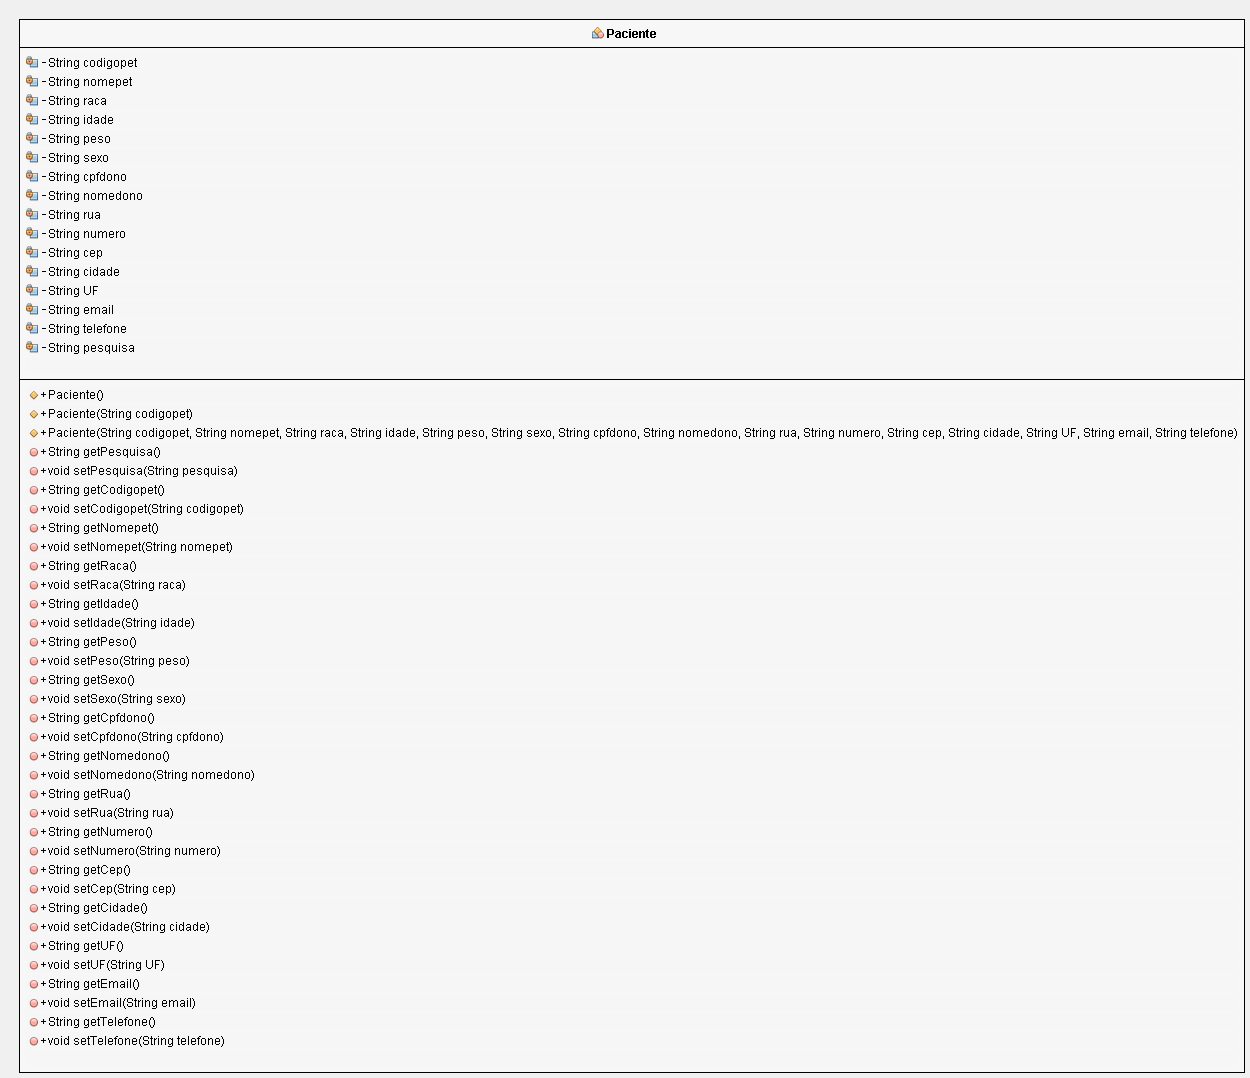 Paciente
-String codigopet
-String nomepet
-String raca
-String idade
-String peso
-String sexo
-String cpfdono
-String nomedono
-String rua
-String numero
-String cep
-String cidade
-String UF
-String email
-String telefone
-String pesquisa
+Paciente()
+Paciente(String codigopet)
+Paciente(String codigopet, String nomepet, String raca, String idade, String peso, String sexo, String cpfdono, String nomedono, String rua, String numero, String cep, String cidade, String UF, String email, String telefone)
+String getPesquisa()
+void setPesquisa(String pesquisa)
+String getCodigopet()
+void setCodigopet(String codigopet)
+String getNomepet()
+void setNomepet(String nomepet)
+String getRaca()
+void setRaca(String raca)
+String getIdade()
+void setIdade(String idade)
+String getPeso()
+void setPeso(String peso)
+String getSexo()
+void setSexo(String sexo)
+String getCpfdono()
+void setCpfdono(String cpfdono)
+String getNomedono()
+void setNomedono(String nomedono)
+String getRua()
+void setRua(String rua)
+String getNumero()
+void setNumero(String numero)
+String getCep()
+void setCep(String cep)
+String getCidade()
+void setCidade(String cidade)
+String getUF()
+void setUF(String UF)
+String getEmail()
+void setEmail(String email)
+String getTelefone()
+void setTelefone(String telefone)